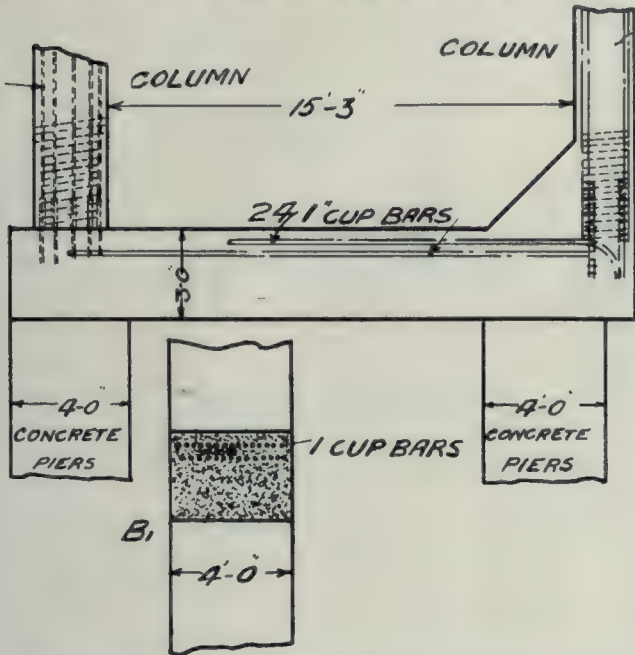 COLUMN
COLUMN
15'-3"
24 1" CUP BARS
3-0
4-0"
CONCRETE
PIERS
4'-0
CONCRETE
PIERS
1 CUP BARS
B1
4'-0"